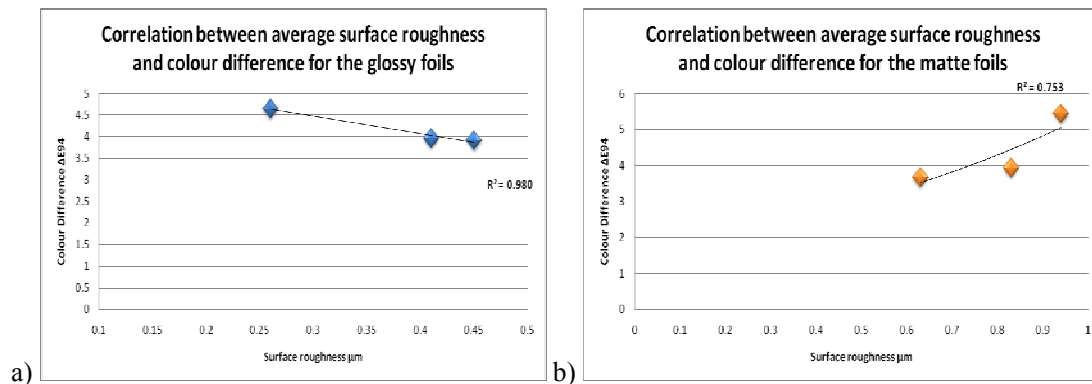 Correlation between average surface roughness
and colour difference for the glossy foils
Colour Difference ΔE94
5
4.5
4
3.5
3
2.5
2
1.5
1
0.5
0
R² = 0.980
0.1 0.15 0.2 0.25 0.3 0.35 0.4 0.45 0.5
Surface roughness μm
a)
Correlation between average surface roughness
and colour difference for the matte foils
R² = 0.753
Colour Difference ΔE94
6
5
4
3
2
1
0
0 0.1 0.2 0.3 0.4 0.5 0.6 0.7 0.8 0.9 1
Surface roughness μm
b)